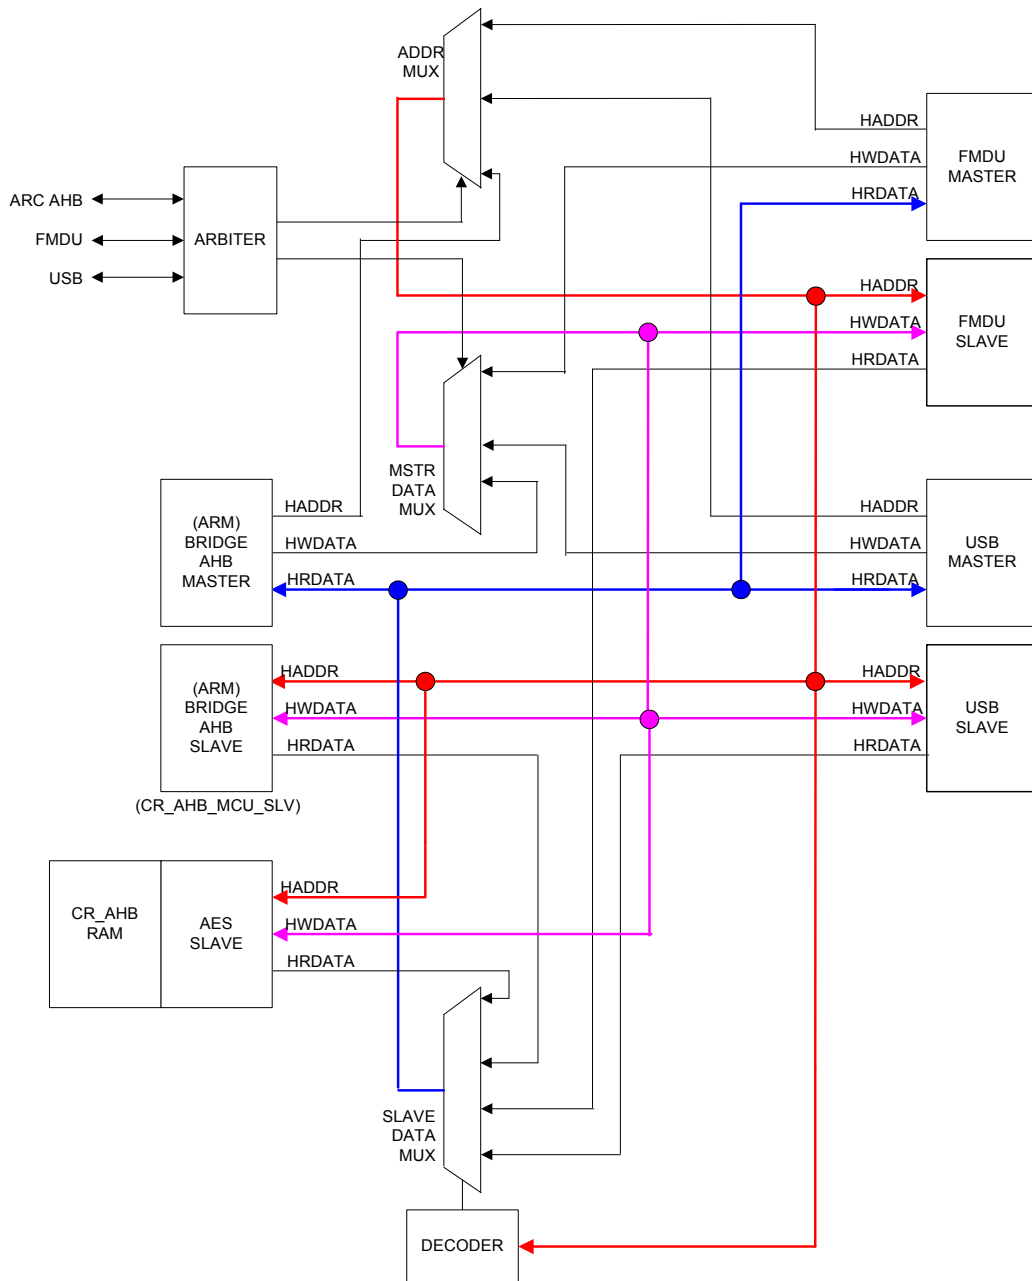 ADDR
MUX
HADDR
HWDATA
HRDATA
FMDU
MASTER
ARC AHB
FMDU
USB
ARBITER
HADDR
HWDATA
HRDATA
FMDU
SLAVE
MSTR
DATA
MUX
(ARM)
BRIDGE
AHB
MASTER
HADDR
HWDATA
HRDATA
HADDR
HWDATA
HRDATA
USB
MASTER
(ARM)
BRIDGE
AHB
SLAVE
HADDR
HWDATA
HRDATA
(CR_AHB_MCU_SLV)
HADDR
HWDATA
HRDATA
USB
SLAVE
CR_AHB
RAM
AES
SLAVE
HADDR
HWDATA
HRDATA
SLAVE
DATA
MUX
DECODER